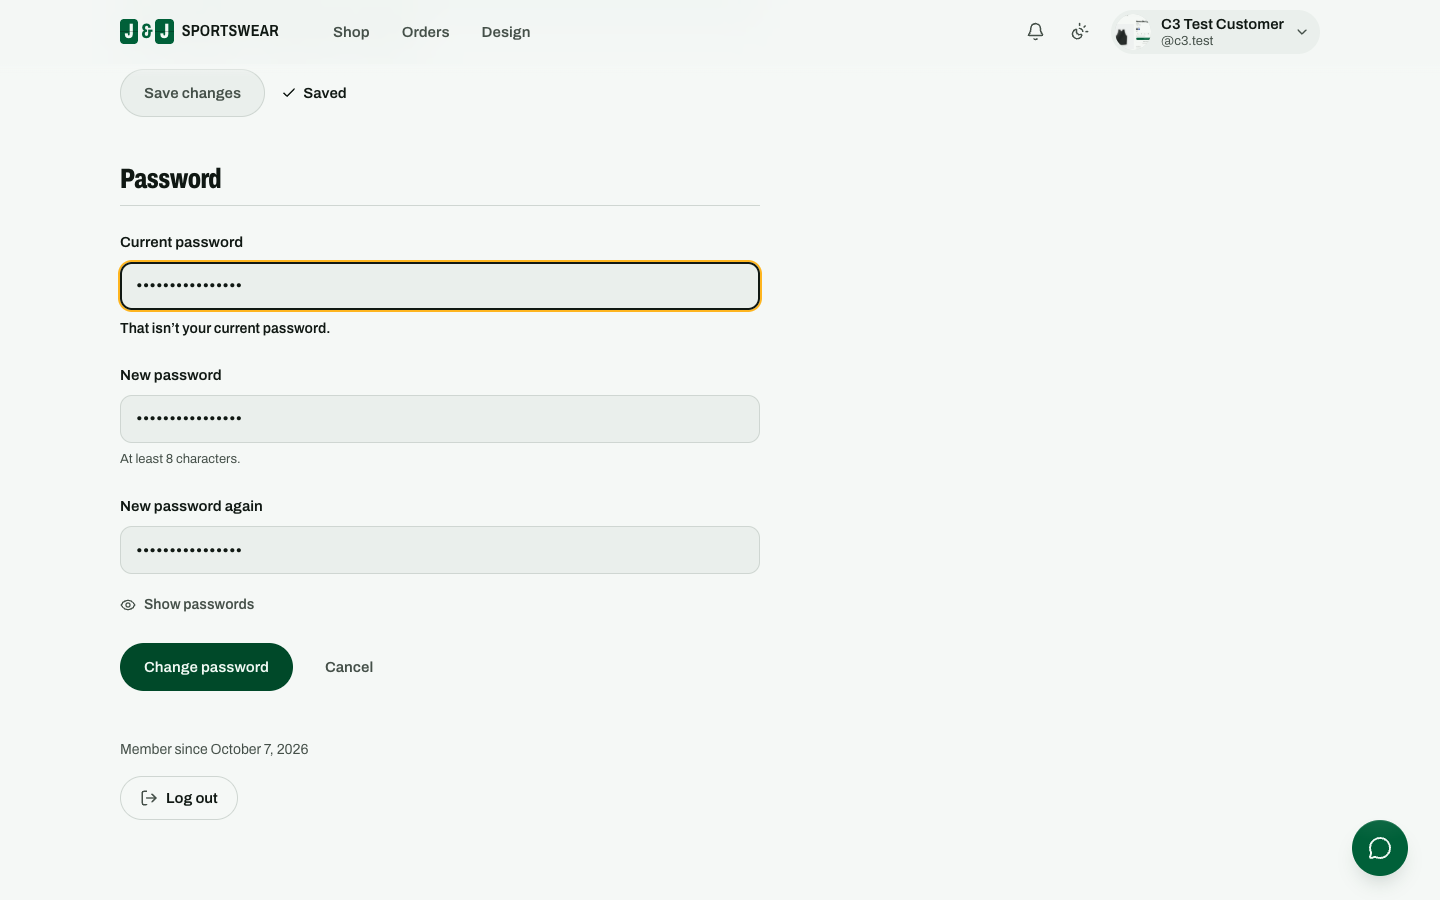 J & J SPORTSWEAR
Shop
Orders
Design
C3 Test Customer
@c3.test
Save changes
Saved
Password
Current password
••••••••••••••••
That isn’t your current password.
New password
••••••••••••••••
At least 8 characters.
New password again
••••••••••••••••
Show passwords
Change password
Cancel
Member since October 7, 2026
Log out